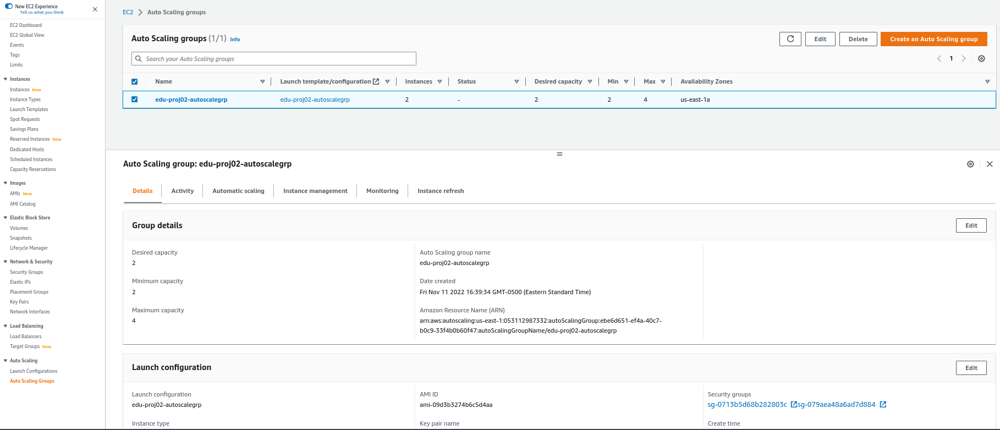 New EC2 Experience
Tell us what you think
EC2 Dashboard
EC2 Global View
Events
Tags
Limits
Instances
Instances New
Instance Types
Launch Templates
Spot Requests
Savings Plans
Reserved Instances New
Dedicated Hosts
Scheduled Instances
Capacity Reservations
Images
AMIs New
AMI Catalog
Elastic Block Store
Volumes
Snapshots
Lifecycle Manager
Network & Security
Security Groups
Elastic IPs
Placement Groups
Key Pairs
Network Interfaces
Load Balancing
Load Balancers
Target Groups New
Auto Scaling
Launch Configurations
Auto Scaling Groups
EC2 Auto Scaling groups
Auto Scaling groups (1/1) Info
Edit Delete Create an Auto Scaling group
Search your Auto Scaling groups
1
Name Launch template/configuration Instances Status Desired capacity Min Max Availability Zones
edu-proj02-autoscalegrp edu-proj02-autoscalegrp 2 - 2 2 4 us-east-1a
Auto Scaling group: edu-proj02-autoscalegrp
Details Activity Automatic scaling Instance management Monitoring Instance refresh
Group details
Edit
Desired capacity
2
Minimum capacity
2
Maximum capacity
4
Auto Scaling group name
edu-proj02-autoscalegrp
Date created
Fri Nov 11 2022 16:39:34 GMT-0500 (Eastern Standard Time)
Amazon Resource Name (ARN)
arn:aws:autoscaling:us-east-1:053112987332:autoScalingGroup:ebe6d651-ef4a-40c7-
b0c9-33f4b0b60f47:autoScalingGroupName/edu-proj02-autoscalegrp
Launch configuration
Edit
Launch configuration
edu-proj02-autoscalegrp
Instance type
AMI ID
ami-09d3b3274b6c5d4aa
Key pair name
Security groups
sg-0713b5d68b282803c sg-079aea48a6ad7d884
Create time